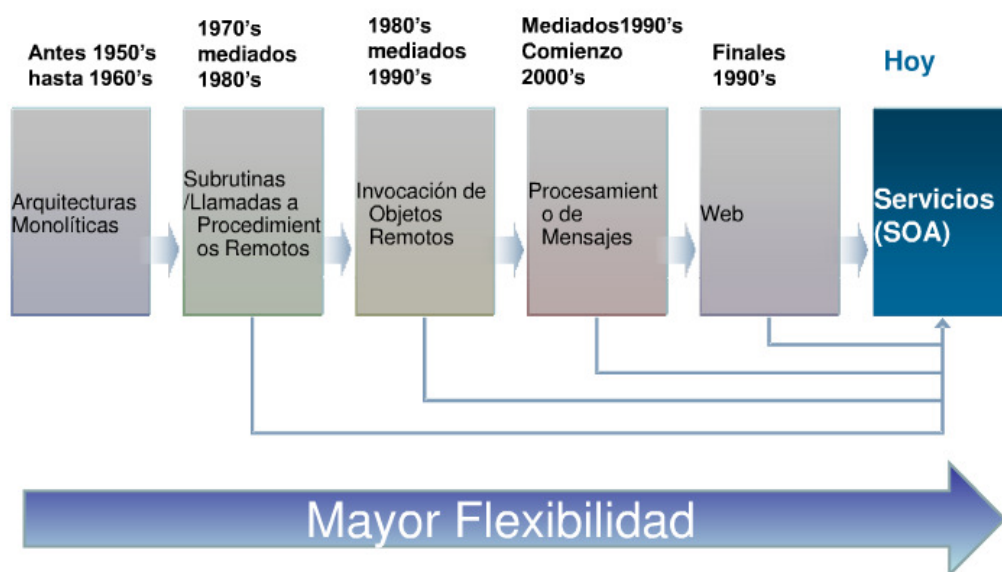 Antes 1950's
hasta 1960's
1970's
mediados
1980's
1980's
mediados
1990's
Mediados1990's
Comienzo
2000's
Finales
1990's
Hoy
Arquitecturas
Monolíticas
Subrutinas
/Llamadas a
Procedimient
os Remotos
Invocación de
Objetos
Remotos
Procesamient
o de
Mensajes
Web
Servicios
(SOA)
Mayor Flexibilidad